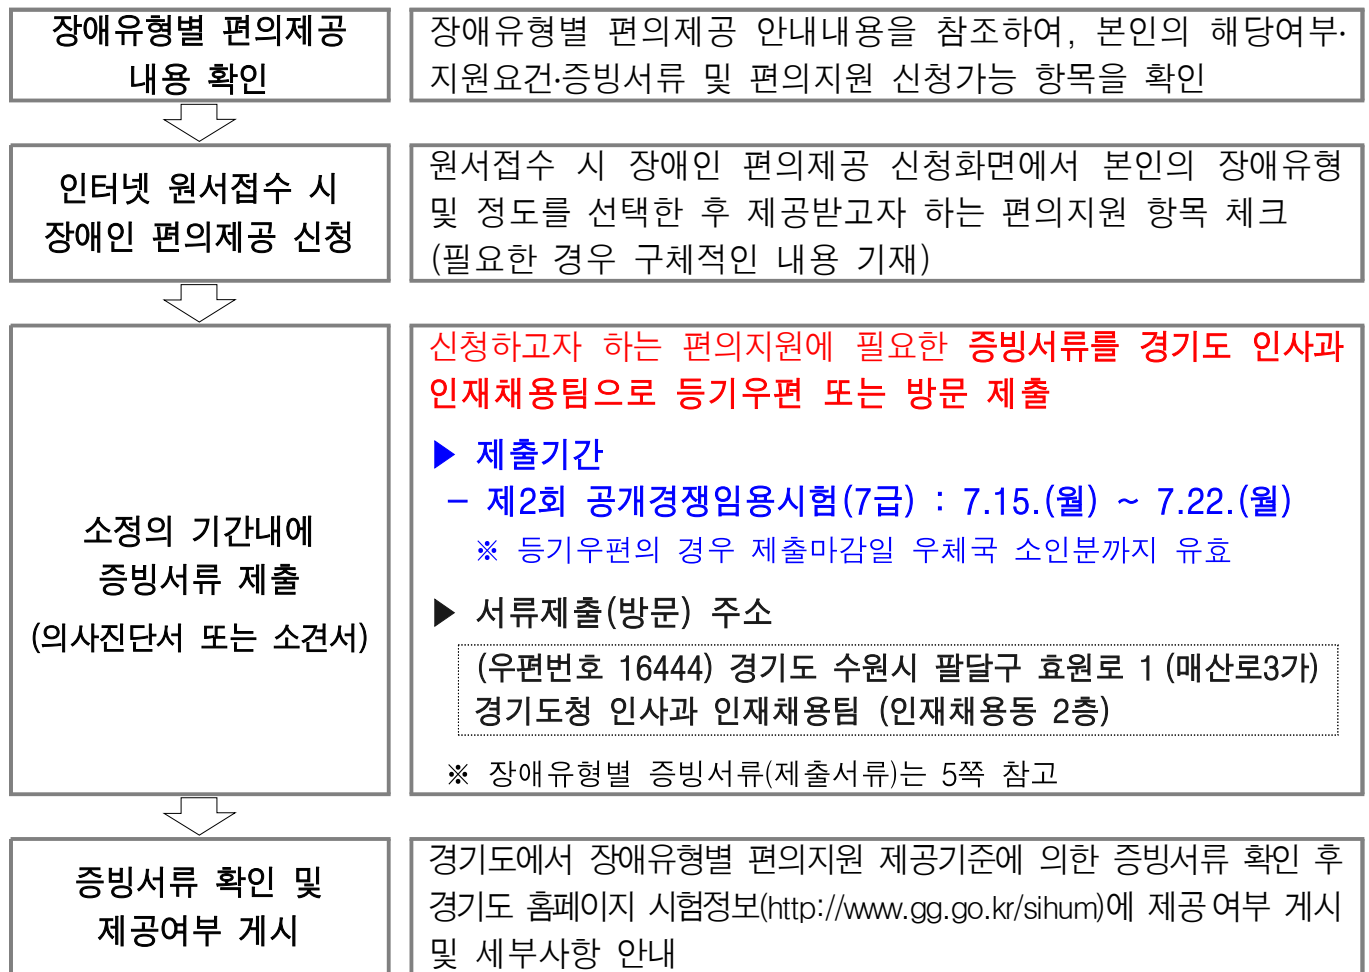 장애유형별 편의제공
내용 확인
장애유형별 편의제공 안내내용을 참조하여, 본인의 해당여부·
지원요건·증빙서류 및 편의지원 신청가능 항목을 확인
인터넷 원서접수 시
장애인 편의제공 신청
원서접수 시 장애인 편의제공 신청화면에서 본인의 장애유형
및 정도를 선택한 후 제공받고자 하는 편의지원 항목 체크
(필요한 경우 구체적인 내용 기재)
소정의 기간내에
증빙서류 제출
(의사진단서 또는 소견서)
신청하고자 하는 편의지원에 필요한 증빙서류를 경기도 인사과
인재채용팀으로 등기우편 또는 방문 제출
▶ 제출기간
- 제2회 공개경쟁임용시험(7급) : 7.15.(월) ~ 7.22.(월)
※ 등기우편의 경우 제출마감일 우체국 소인분까지 유효
▶ 서류제출(방문) 주소
(우편번호 16444) 경기도 수원시 팔달구 효원로 1 (매산로3가)
경기도청 인사과 인재채용팀 (인재채용동 2층)
※ 장애유형별 증빙서류(제출서류)는 5쪽 참고
증빙서류 확인 및
제공여부 게시
경기도에서 장애유형별 편의지원 제공기준에 의한 증빙서류 확인 후
경기도 홈페이지 시험정보(http://www.gg.go.kr/sihum)에 제공 여부 게시
및 세부사항 안내